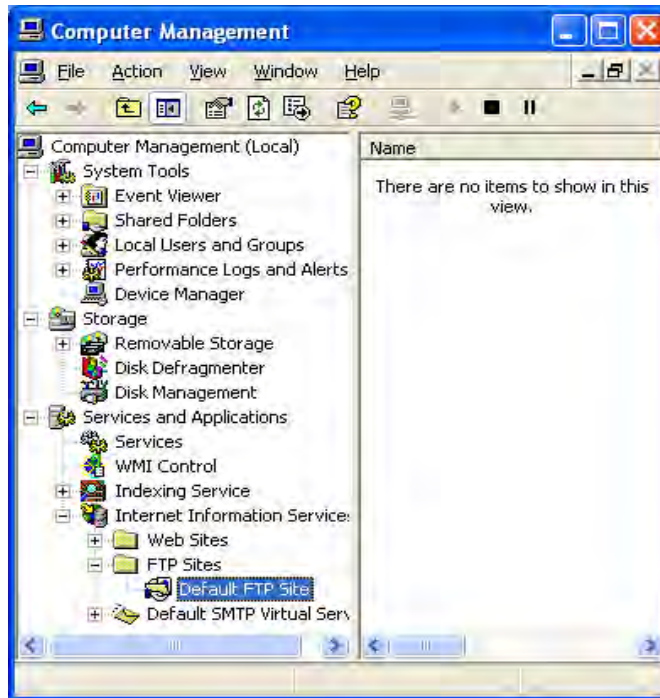 Computer Management
File Action View Window Help
Computer Management (Local)
System Tools
Event Viewer
Shared Folders
Local Users and Groups
Performance Logs and Alerts
Device Manager
Storage
Removable Storage
Disk Defragmenter
Disk Management
Services and Applications
Services
WMI Control
Indexing Service
Internet Information Service
Web Sites
FTP Sites
Default FTP Site
Default SMTP Virtual Serv
Name
There are no items to show in this
view.